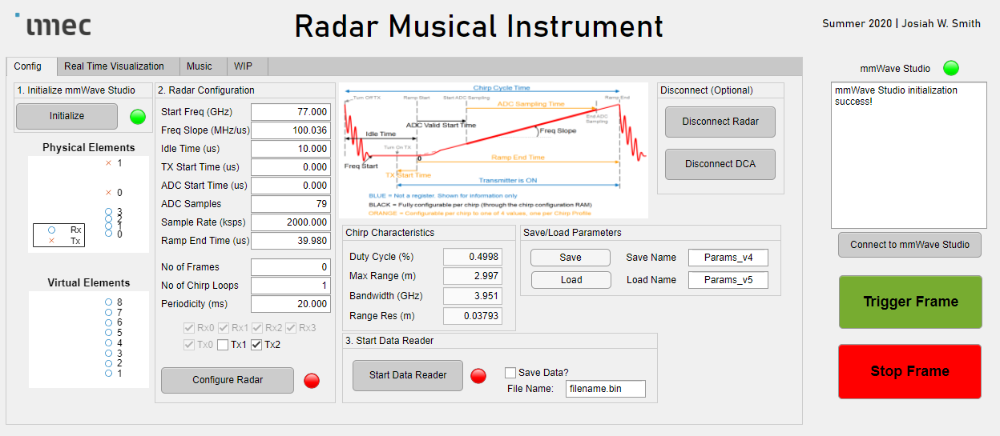 imec
Radar Musical Instrument
Summer 2020 | Josiah W. Smith
Config
Real Time Visualization
Music
WIP
1. Initialize mmWave Studio
Initialize
Physical Elements
1
0
3
2
1
0
Rx
Tx
Virtual Elements
8
7
6
5
4
3
2
1
2. Radar Configuration
Start Freq (GHz) 77.000
Freq Slope (MHz/us) 100.036
Idle Time (us) 10.000
TX Start Time (us) 0.000
ADC Start Time (us) 0.000
ADC Samples 79
Sample Rate (ksps) 2000.000
Ramp End Time (us) 39.980
No of Frames 0
No of Chirp Loops 1
Periodicity (ms) 20.000
Rx0 Rx1 Rx2 Rx3
Tx0 Tx1 Tx2
Configure Radar
Chirp Cycle Time
Turn Off TX
Ramp Start
Start ADC Sampling
Ramp End
ADC Sampling Time
End ADC
Sampling
ADC Valid Start Time
Freq Slope
Idle Time
Turn On TX
0
Freq Start
Ramp End Time
TX Start Time
Transmitter is ON
BLUE = Not a register. Shown for information only
BLACK = Fully configurable per chirp (through the chirp configuration RAM)
ORANGE = Configurable per chirp to one of 4 values, one per Chirp Profile
Chirp Characteristics
Duty Cycle (%) 0.4998
Max Range (m) 2.997
Bandwidth (GHz) 3.951
Range Res (m) 0.03793
Save/Load Parameters
Save Save Name Params_v4
Load Load Name Params_v5
3. Start Data Reader
Start Data Reader
Save Data?
File Name: filename.bin
Disconnect (Optional)
Disconnect Radar
Disconnect DCA
mmWave Studio
mmWave Studio initialization
success!
Connect to mmWave Studio
Trigger Frame
Stop Frame